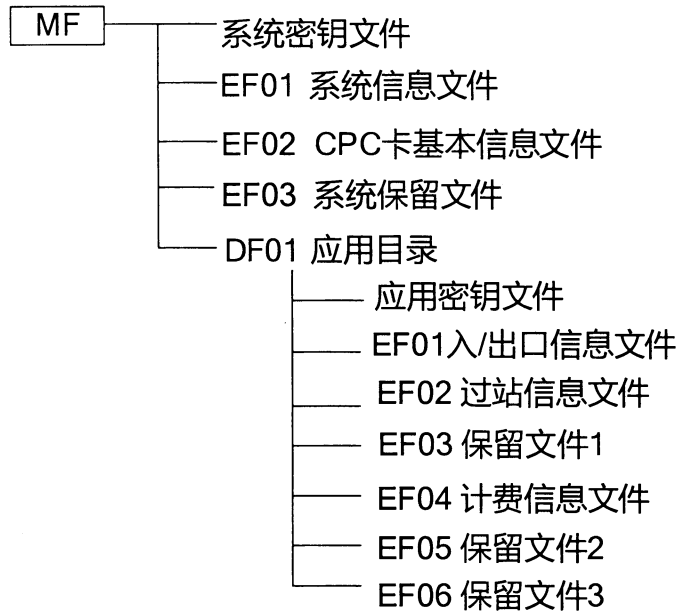 MF
系统密钥文件
EF01 系统信息文件
EF02 CPC卡基本信息文件
EF03 系统保留文件
DF01 应用目录
应用密钥文件
EF01入/出口信息文件
EF02 过站信息文件
EF03 保留文件1
EF04 计费信息文件
EF05 保留文件2
EF06 保留文件3